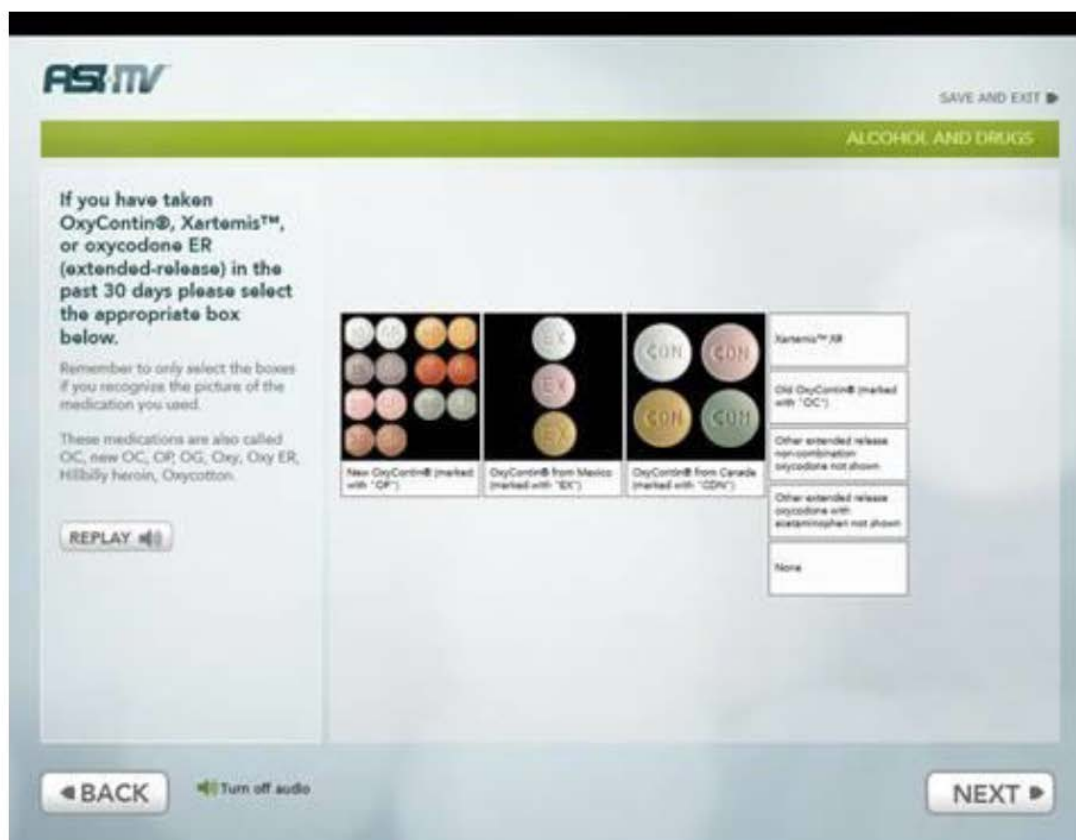 ASI-MV
SAVE AND EXIT
ALCOHOL AND DRUGS
If you have taken
OxyContin®, Xartemis™,
or oxycodone ER
(extended-release) in the
past 30 days please select
the appropriate box
below.
Remember to only select the boxes
if you recognize the picture of the
medication you used.
These medications are also called
OC, new OC, OP, OG, Oxy, Oxy ER,
Hillbilly heroin, Oxycotton.
REPLAY
EX
EX
EX
CDN
CDN
CDN
CDN
New OxyContin® (marked
with "OP")
OxyContin® from Mexico
(marked with "EX")
OxyContin® from Canada
(marked with "CDN")
Xartemis™ XR
Old OxyContin® (marked
with "OC")
Other extended release
non-combination
oxycodone not shown
Other extended release
oxycodone with
acetaminophen not shown
None
BACK
Turn off audio
NEXT